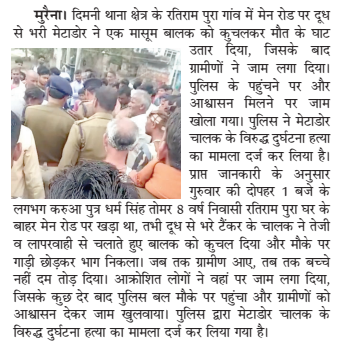 मुरैना। दिमनी थाना क्षेत्र के रतिराम पुरा गांव में मेन रोड पर दूध
से भरी मेटाडोर ने एक मासूम बालक को कुचलकर मौत के घाट
उतार दिया, जिसके बाद
ग्रामीणों ने जाम लगा दिया।
पुलिस के पहुंचने पर और
आश्वासन मिलने पर जाम
खोला गया। पुलिस ने मेटाडोर
चालक के विरुद्ध दुर्घटना हत्या
का मामला दर्ज कर लिया है।
प्राप्त जानकारी के अनुसार
गुरुवार की दोपहर 1 बजे के
लगभग करुआ पुत्र धर्म सिंह तोमर 8 वर्ष निवासी रतिराम पुरा घर के
बाहर मेन रोड पर खड़ा था, तभी दूध से भरे टैंकर के चालक ने तेजी
व लापरवाही से चलाते हुए बालक को कुचल दिया और मौके पर
गाड़ी छोड़कर भाग निकला। जब तक ग्रामीण आए, तब तक बच्चे
नहीं दम तोड़ दिया। आक्रोशित लोगों ने वहां पर जाम लगा दिया,
जिसके कुछ देर बाद पुलिस बल मौके पर पहुंचा और ग्रामीणों को
आश्वासन देकर जाम खुलवाया। पुलिस द्वारा मेटाडोर चालक के
विरुद्ध दुर्घटना हत्या का मामला दर्ज कर लिया गया है।